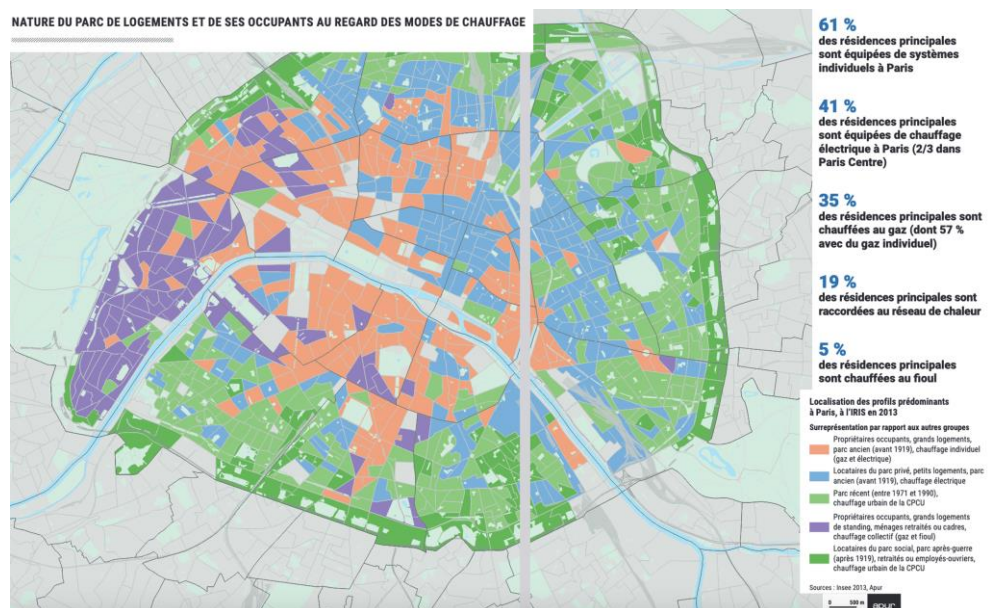 NATURE DU PARC DE LOGEMENTS ET DE SES OCCUPANTS AU REGARD DES MODES DE CHAUFFAGE
61 %
des résidences principales
sont équipées de systèmes
individuels à Paris
41 %
des résidences principales
sont équipées de chauffage
électrique à Paris (2/3 dans
Paris Centre)
35 %
des résidences principales sont
chauffées au gaz (dont 57 %
avec du gaz individuel)
19 %
des résidences principales sont
raccordées au réseau de chaleur
5 %
des résidences principales
sont chauffées au fioul
Localisation des profils prédominants
à Paris, à l'IRIS en 2013
Surreprésentation par rapport aux autres groupes
Propriétaires occupants, grands logements,
parc ancien (avant 1919), chauffage individuel
(gaz et électrique)
Locataires du parc privé, petits logements, parc
ancien (avant 1919), chauffage électrique
Parc récent (entre 1971 et 1990),
chauffage urbain de la CPCU
Propriétaires occupants, grands logements
de standing, ménages retraités ou cadres,
chauffage collectif (gaz et fioul)
Locataires du parc social, parc après-guerre
(après 1919), retraités ou employés-ouvriers,
chauffage urbain de la CPCU
Sources : Insee 2013, Apur
0 500 m
apur